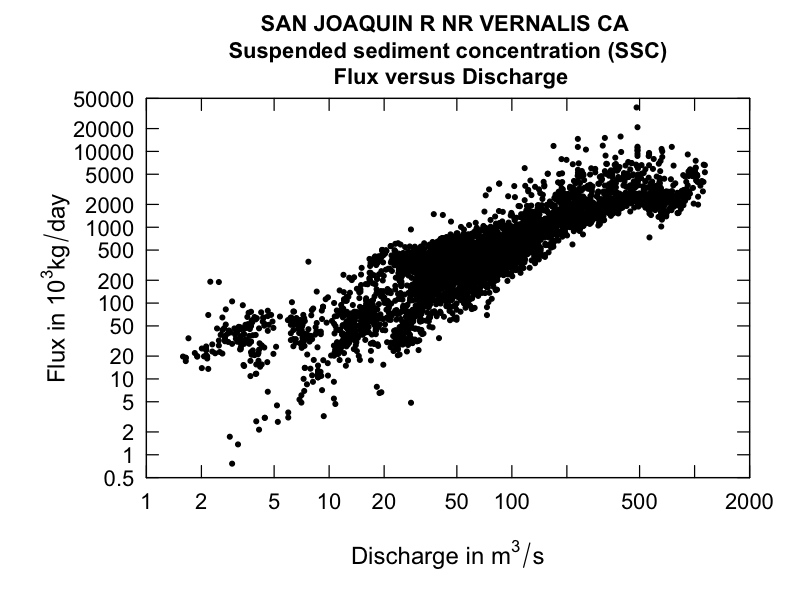 SAN JOAQUIN R NR VERNALIS CA
Suspended sediment concentration (SSC)
Flux versus Discharge
50000
20000
10000
5000
2000
1000
500
200
100
50
20
10
5
2
1
0.5
Flux in 10³kg/day
1 2 5 10 20 50 100 500 2000
Discharge in m³/s